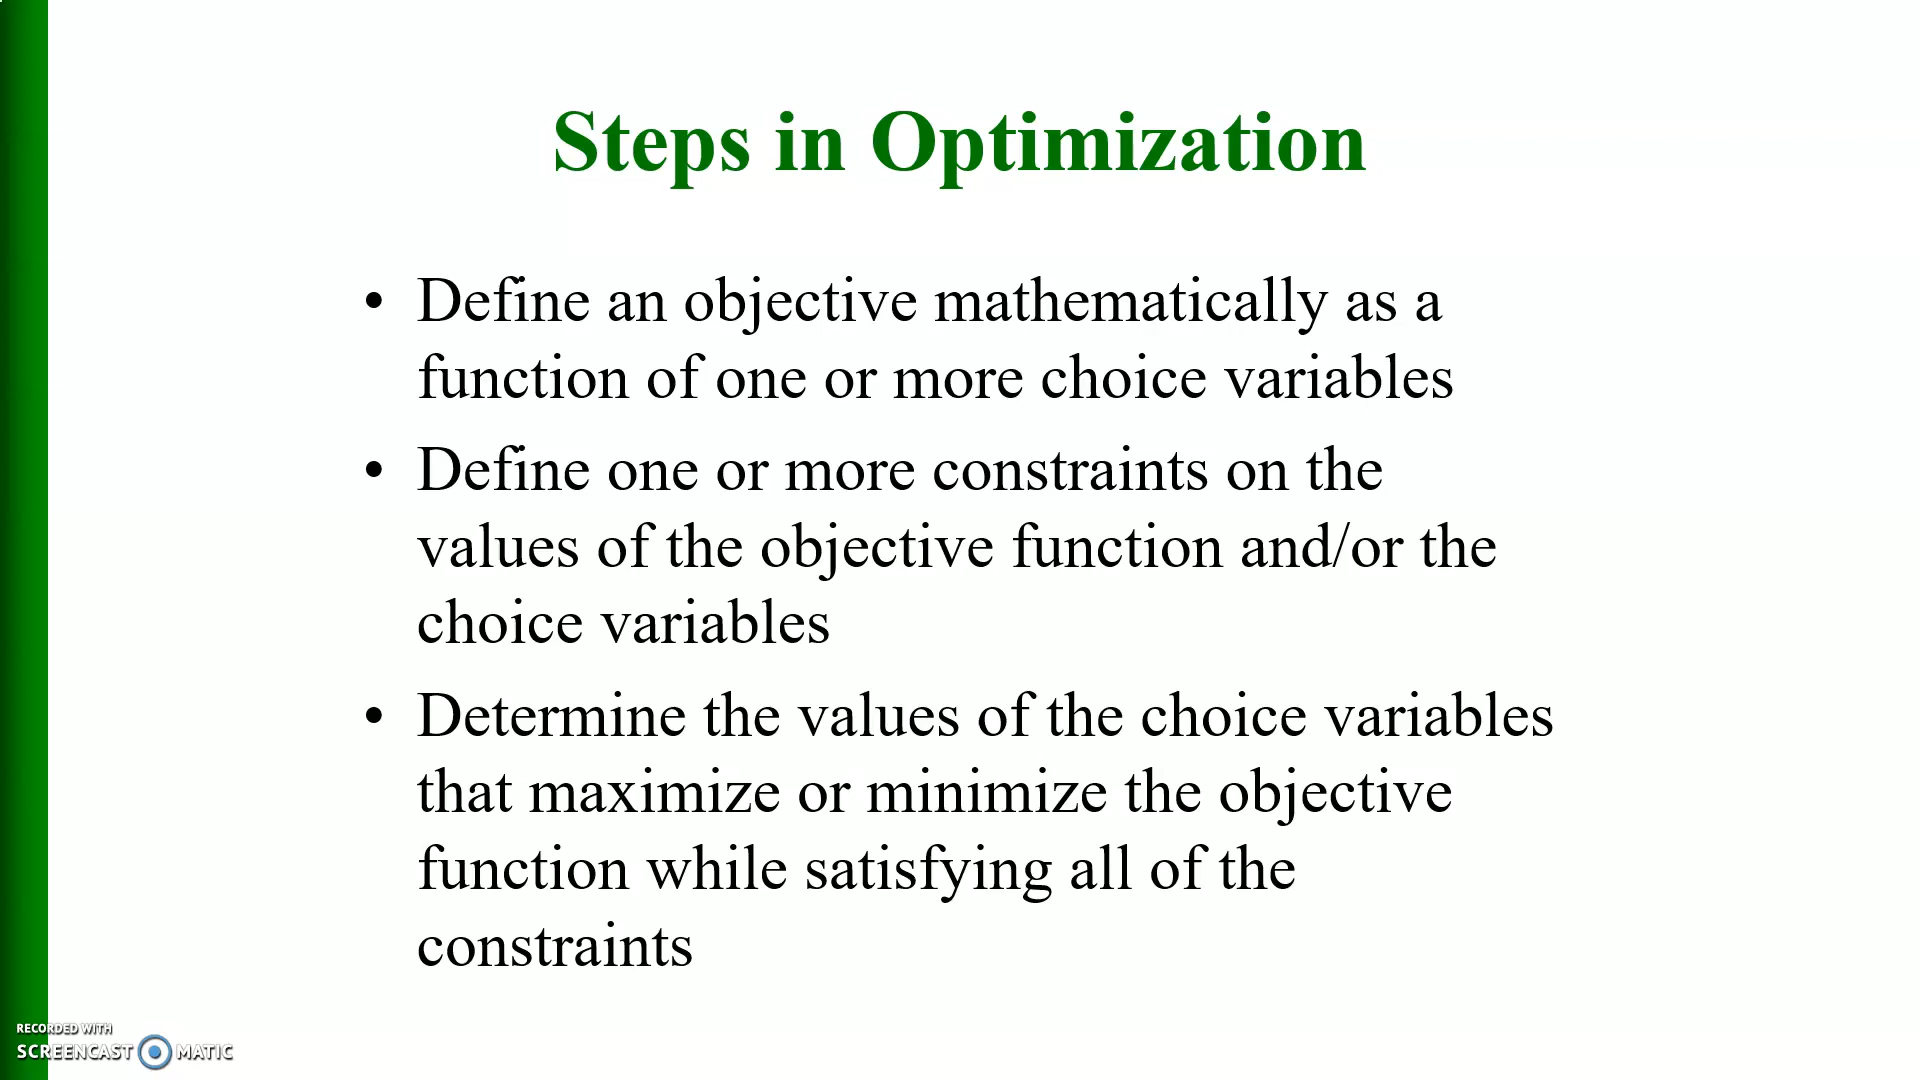 Steps in Optimization
• Define an objective mathematically as a
function of one or more choice variables
• Define one or more constraints on the
values of the objective function and/or the
choice variables
• Determine the values of the choice variables
that maximize or minimize the objective
function while satisfying all of the
constraints
RECORDED WITH
SCREENCAST MATIC